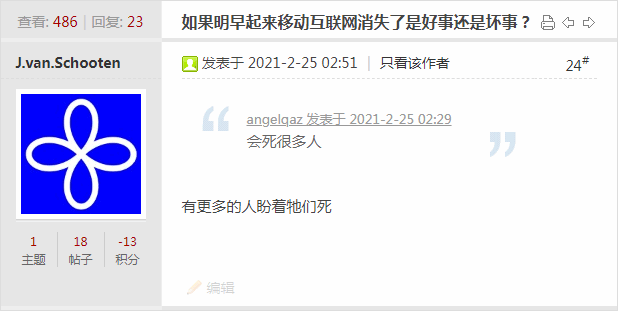 查看: 486 | 回复: 23
如果明早起来移动互联网消失了是好事还是坏事？
J.van.Schooten
发表于 2021-2-25 02:51 | 只看该作者
24#
angelqaz 发表于 2021-2-25 02:29
会死很多人
有更多的人盼着牠们死
1 18 -13
主题 帖子 积分
编辑